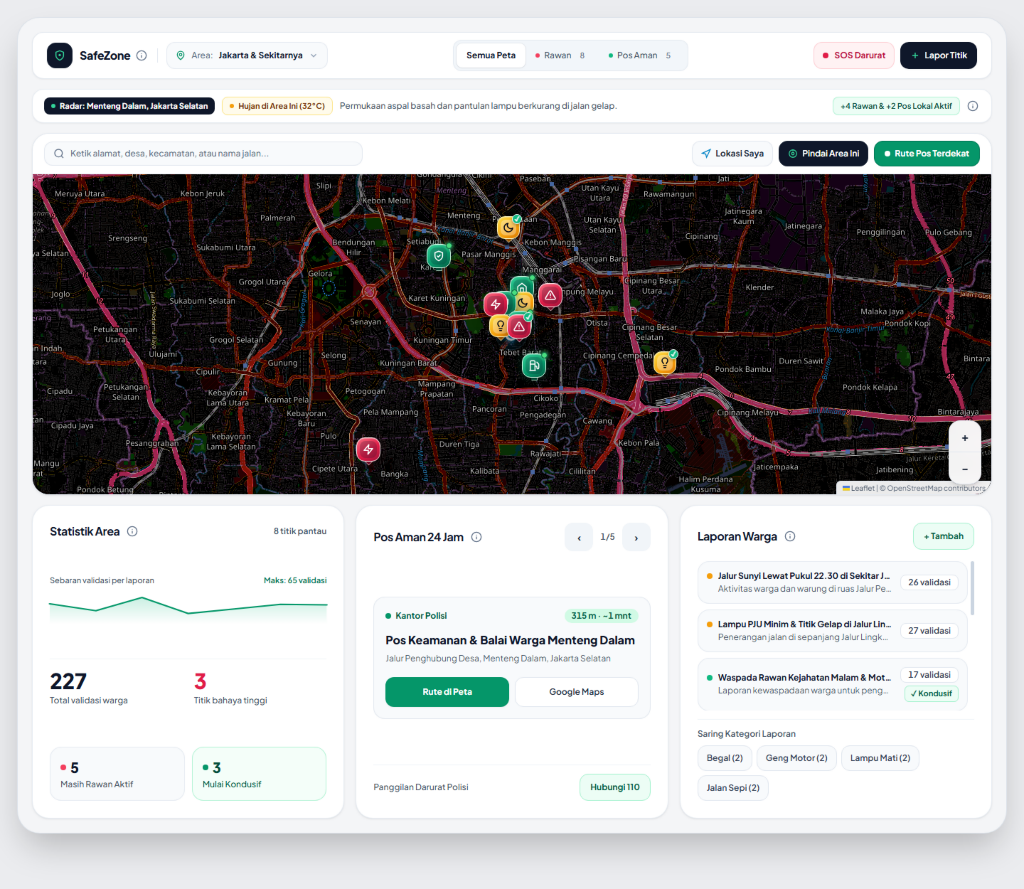 SafeZone
Area: Jakarta & Sekitarnya
Semua Peta
Rawan 8
Pos Aman 5
SOS Darurat
+ Lapor Titik
Radar: Menteng Dalam, Jakarta Selatan
Hujan di Area Ini (32°C)
Permukaan aspal basah dan pantulan lampu berkurang di jalan gelap.
+4 Rawan & +2 Pos Lokal Aktif
Ketik alamat, desa, kecamatan, atau nama jalan...
Lokasi Saya
Pindai Area Ini
Rute Pos Terdekat
Meruya Utara
Kebon Jeruk
Slipi
Kebon Melati
Menteng
Paseban
Utan Kayu Utara
Rawamangun
Jati
Srengseng
Palmerah
Utan Kayu Selatan
Jatinegara Kaum
Jatinegara
Penggilingan
Pulo Gebang
Sukabumi Utara
Bendungan Hilir
Setiabudi
Pasar Manggis
Kebon Manggis
Pisangan Baru
Cipinang
Gelora
Manggarai
Grogol Utara
Cipinang Besar Utara
Klender
Joglo
Sukabumi Selatan
Karet Kuningan
Malaka Jaya
Pondok Kopi
Petukangan Utara
Senayan
Otista
Cipinang Besar Selatan
Grogol Selatan
Kuningan Timur
Ulujami
Selong
Kuningan Barat
Tebet Barat
Cipinang Cempedak
Duren Sawit
Bintara
Cipulir
Gunung
Pondok Bambu
Cipadu
Petukangan Selatan
Kebayoran Lama Utara
Petogogan
Mampang Prapatan
Cikoko
Pondok Kelapa
Kramat Pela
Kebayoran Baru
Pela Mampang
Pancoran
Pengadegan
Cawang
Cipinang Melayu
Bintarajaya
Cipadu Jaya
Pesanggrahan
Kebayoran Lama Selatan
Pulo
Duren Tiga
Rawajati
Kebon Pala
Cipete Utara
Bangka
Kalibata
Cililitan
Halim Perdana Kusuma
Jaticempaka
Jatibening
Pondok Betung
+
−
Leaflet | © OpenStreetMap contributors
Statistik Area
8 titik pantau
Sebaran validasi per laporan
Maks: 65 validasi
227
Total validasi warga
3
Titik bahaya tinggi
5
Masih Rawan Aktif
3
Mulai Kondusif
Pos Aman 24 Jam
‹ 1/5 ›
Kantor Polisi
315 m · ~1 mnt
Pos Keamanan & Balai Warga Menteng Dalam
Jalur Penghubung Desa, Menteng Dalam, Jakarta Selatan
Rute di Peta
Google Maps
Panggilan Darurat Polisi
Hubungi 110
Laporan Warga
+ Tambah
Jalur Sunyi Lewat Pukul 22.30 di Sekitar J...
Aktivitas warga dan warung di ruas Jalur Pe...
26 validasi
Lampu PJU Minim & Titik Gelap di Jalur Lin...
Penerangan jalan di sepanjang Jalur Lingk...
27 validasi
Waspada Rawan Kejahatan Malam & Mot...
Laporan kewaspadaan warga untuk peng...
17 validasi
✓ Kondusif
Saring Kategori Laporan
Begal (2)
Geng Motor (2)
Lampu Mati (2)
Jalan Sepi (2)